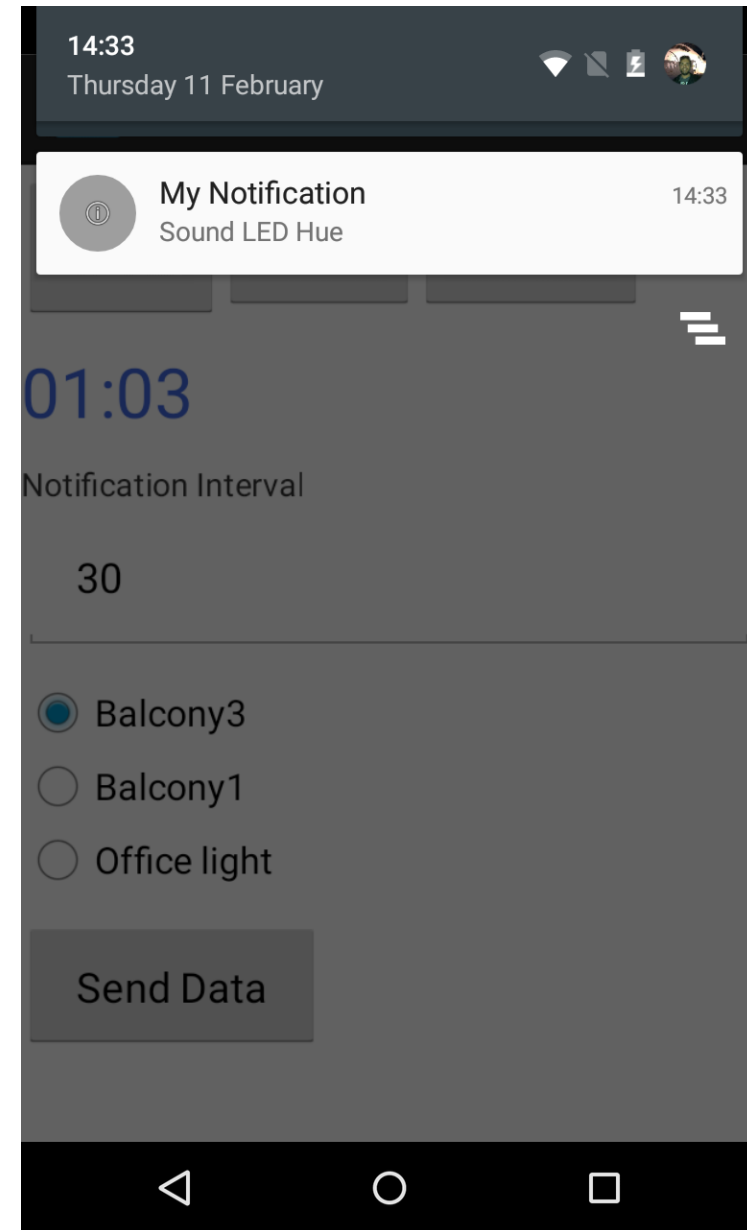 14:33
Thursday 11 February
My Notification 14:33
Sound LED Hue
01:03
Notification Interval
30
Balcony3
Balcony1
Office light
Send Data